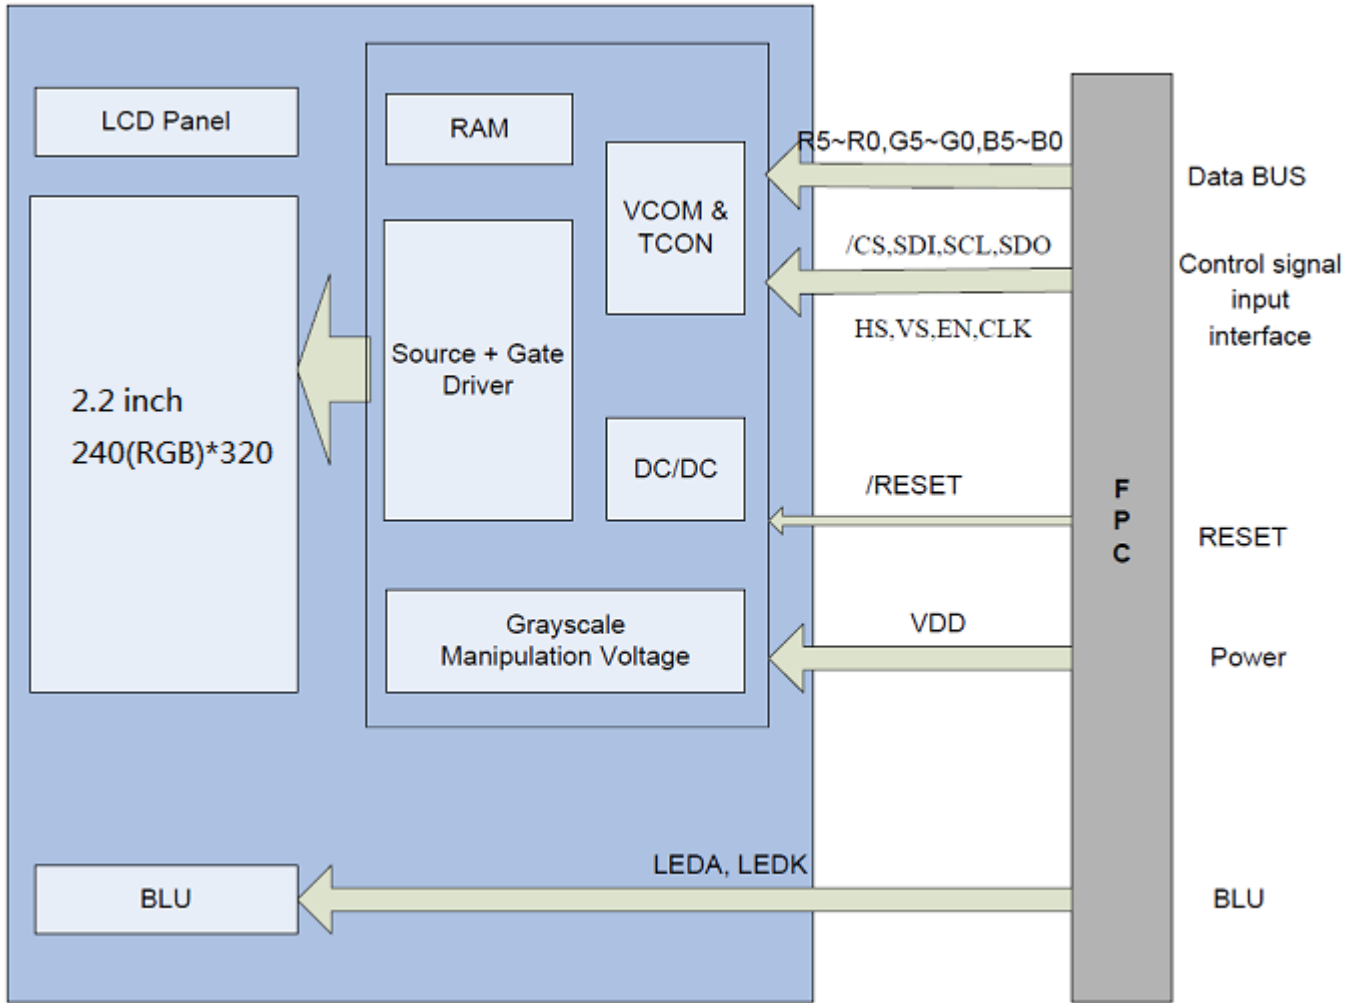 LCD Panel
RAM
VCOM &
TCON
R5~R0,G5~G0,B5~B0
Data BUS
/CS,SDI,SCL,SDO
HS,VS,EN,CLK
Control signal
input
interface
Source + Gate
Driver
2.2 inch
240(RGB)*320
DC/DC
/RESET
RESET
F
P
C
Grayscale
Manipulation Voltage
VDD
Power
LEDA, LEDK
BLU
BLU